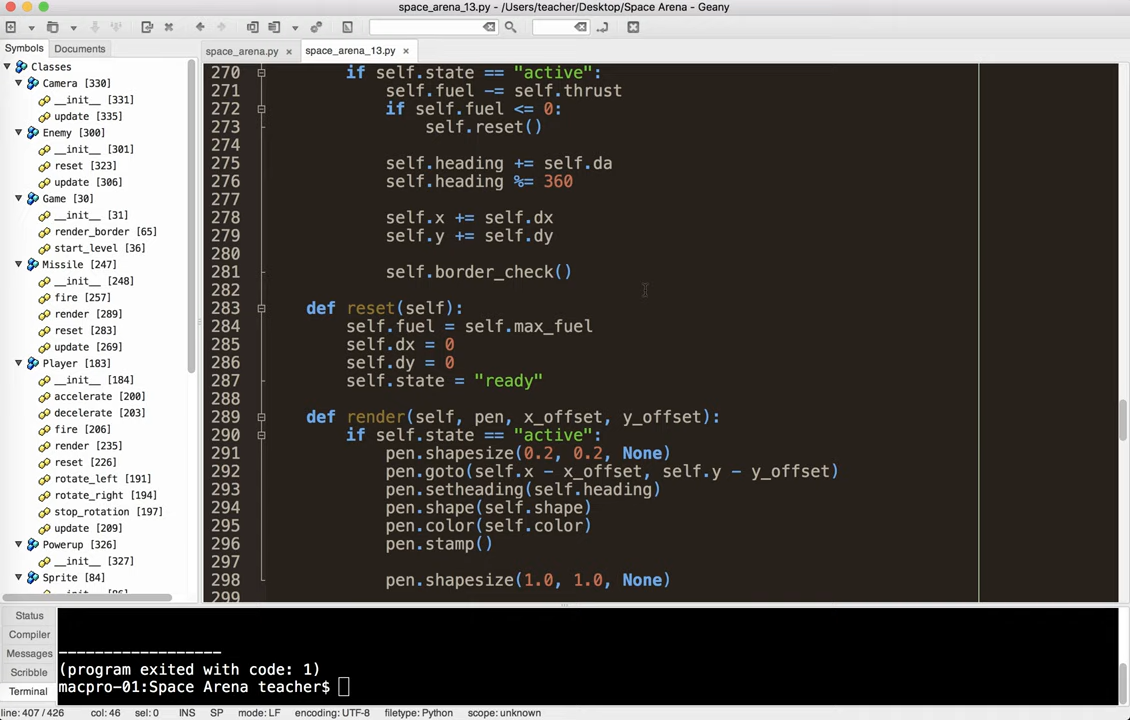 space_arena_13.py - /Users/teacher/Desktop/Space Arena - Geany
Symbols Documents
space_arena.py
space_arena_13.py
Classes
Camera [330]
__init__ [331]
update [335]
Enemy [300]
__init__ [301]
reset [323]
update [306]
Game [30]
__init__ [31]
render_border [65]
start_level [36]
Missile [247]
__init__ [248]
fire [257]
render [289]
reset [283]
update [269]
Player [183]
__init__ [184]
accelerate [200]
decelerate [203]
fire [206]
render [235]
reset [226]
rotate_left [191]
rotate_right [194]
stop_rotation [197]
update [209]
Powerup [326]
__init__ [327]
Sprite [84]
270 if self.state == "active":
271 self.fuel -= self.thrust
272 if self.fuel <= 0:
273 self.reset()
274
275 self.heading += self.da
276 self.heading %= 360
277
278 self.x += self.dx
279 self.y += self.dy
280
281 self.border_check()
282
283 def reset(self):
284 self.fuel = self.max_fuel
285 self.dx = 0
286 self.dy = 0
287 self.state = "ready"
288
289 def render(self, pen, x_offset, y_offset):
290 if self.state == "active":
291 pen.shapesize(0.2, 0.2, None)
292 pen.goto(self.x - x_offset, self.y - y_offset)
293 pen.setheading(self.heading)
294 pen.shape(self.shape)
295 pen.color(self.color)
296 pen.stamp()
297
298 pen.shapesize(1.0, 1.0, None)
299
Status
Compiler
Messages
Scribble
Terminal
------------------
(program exited with code: 1)
macpro-01:Space Arena teacher$
line: 407 / 426 col: 46 sel: 0 INS SP mode: LF encoding: UTF-8 filetype: Python scope: unknown